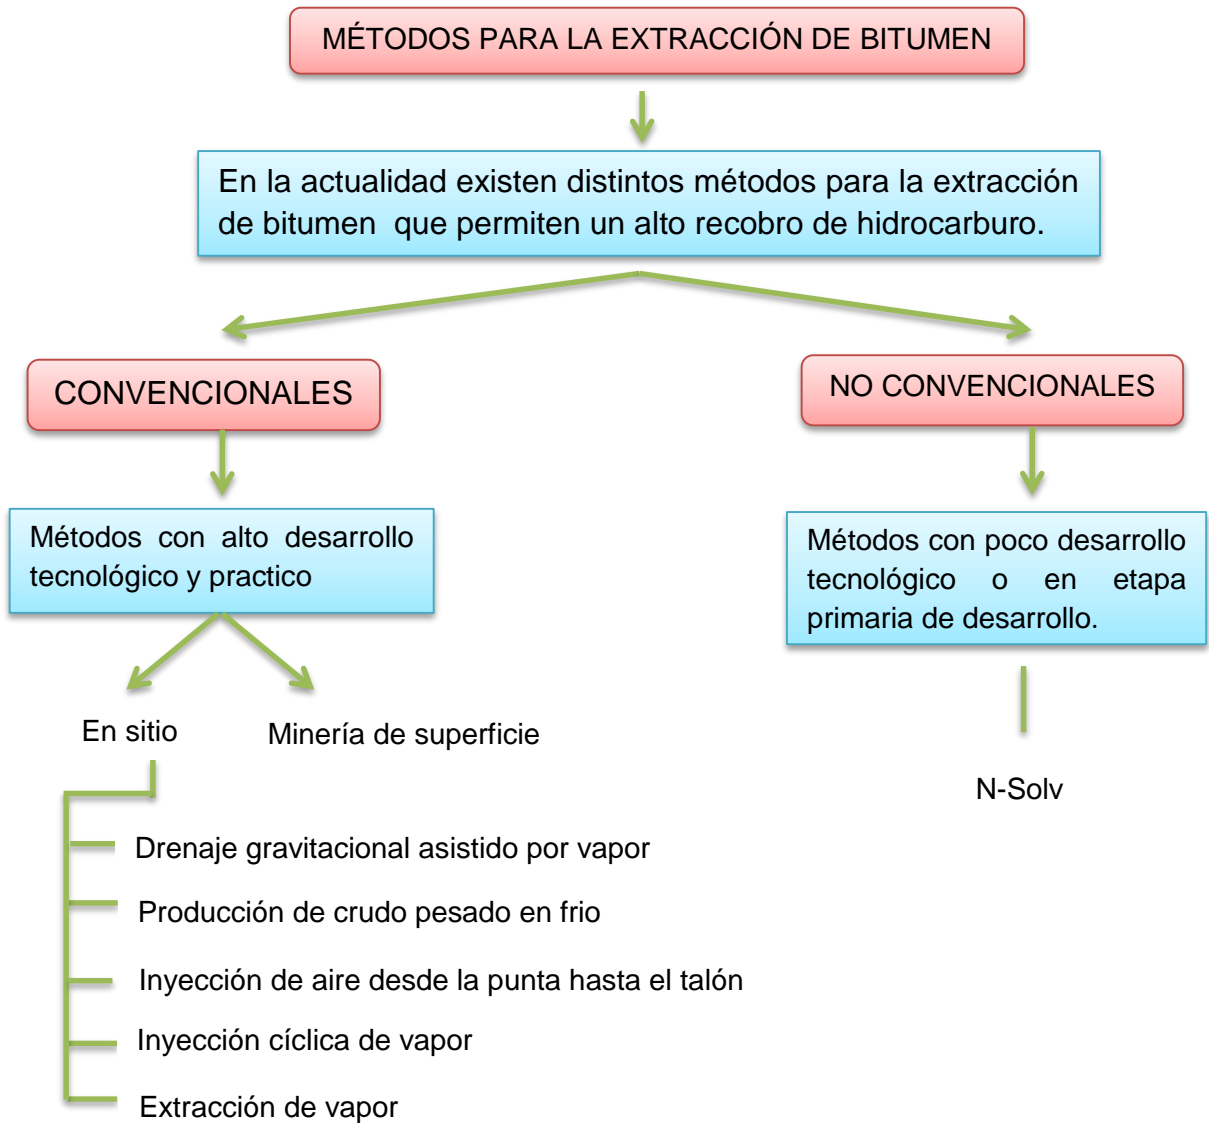 MÉTODOS PARA LA EXTRACCIÓN DE BITUMEN
En la actualidad existen distintos métodos para la extracción
de bitumen que permiten un alto recobro de hidrocarburo.
CONVENCIONALES
NO CONVENCIONALES
Métodos con alto desarrollo
tecnológico y practico
Métodos con poco desarrollo
tecnológico o en etapa
primaria de desarrollo.
En sitio
Minería de superficie
N-Solv
Drenaje gravitacional asistido por vapor
Producción de crudo pesado en frio
Inyección de aire desde la punta hasta el talón
Inyección cíclica de vapor
Extracción de vapor